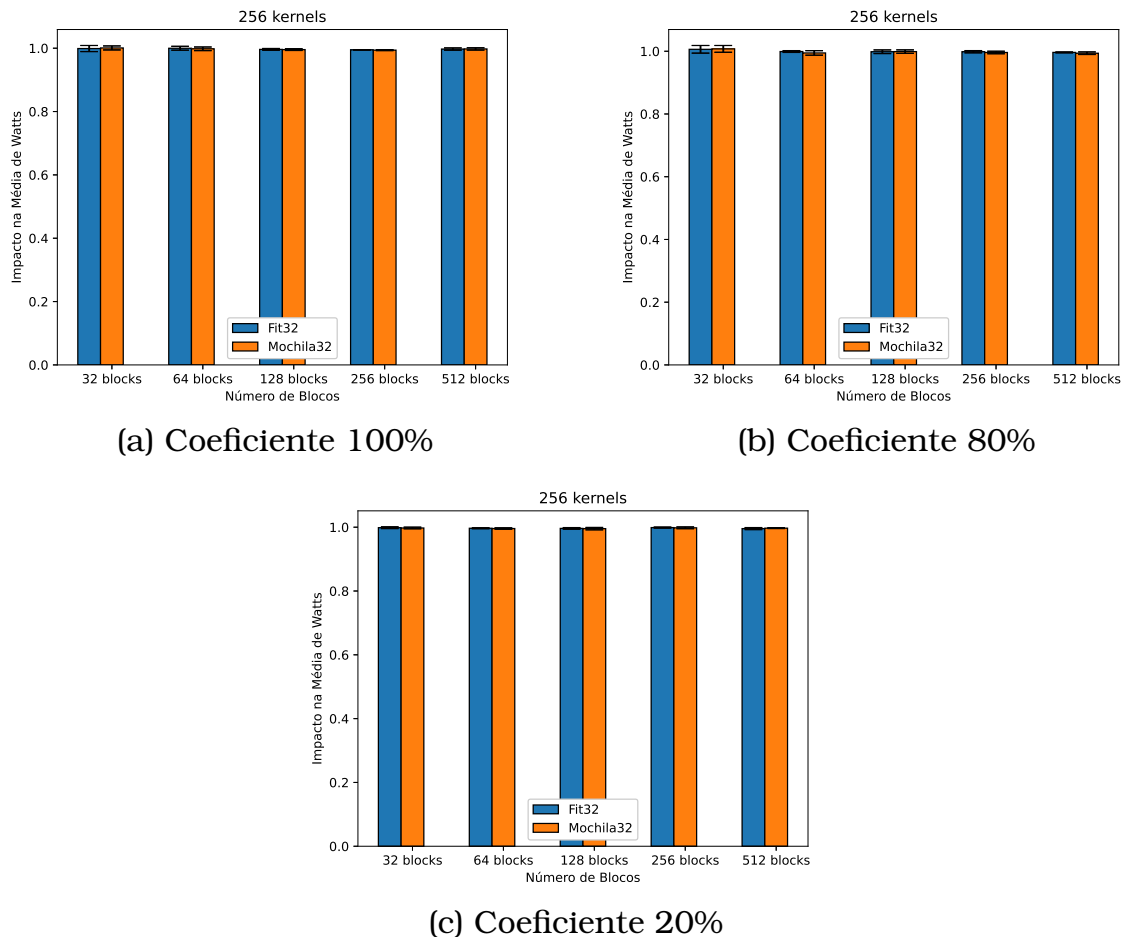 256 kernels
Impacto na Média de Watts
1.0
0.8
0.6
0.4
0.2
0.0
Fit32
Mochila32
32 blocks
64 blocks
128 blocks
256 blocks
512 blocks
Número de Blocos
(a) Coeficiente 100%
256 kernels
Impacto na Média de Watts
1.0
0.8
0.6
0.4
0.2
0.0
Fit32
Mochila32
32 blocks
64 blocks
128 blocks
256 blocks
512 blocks
Número de Blocos
(b) Coeficiente 80%
256 kernels
Impacto na Média de Watts
1.0
0.8
0.6
0.4
0.2
0.0
Fit32
Mochila32
32 blocks
64 blocks
128 blocks
256 blocks
512 blocks
Número de Blocos
(c) Coeficiente 20%